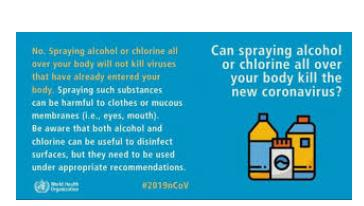 No. Spraying alcohol or chlorine all
over your body will not kill viruses
that have already entered your
body. Spraying such substances
can be harmful to clothes or mucous
membranes (i.e., eyes, mouth).
Be aware that both alcohol and
chlorine can be useful to disinfect
surfaces, but they need to be used
under appropriate recommendations.
World Health
Organization
#2019nCoV
Can spraying alcohol
or chlorine all over
your body kill the
new coronavirus?